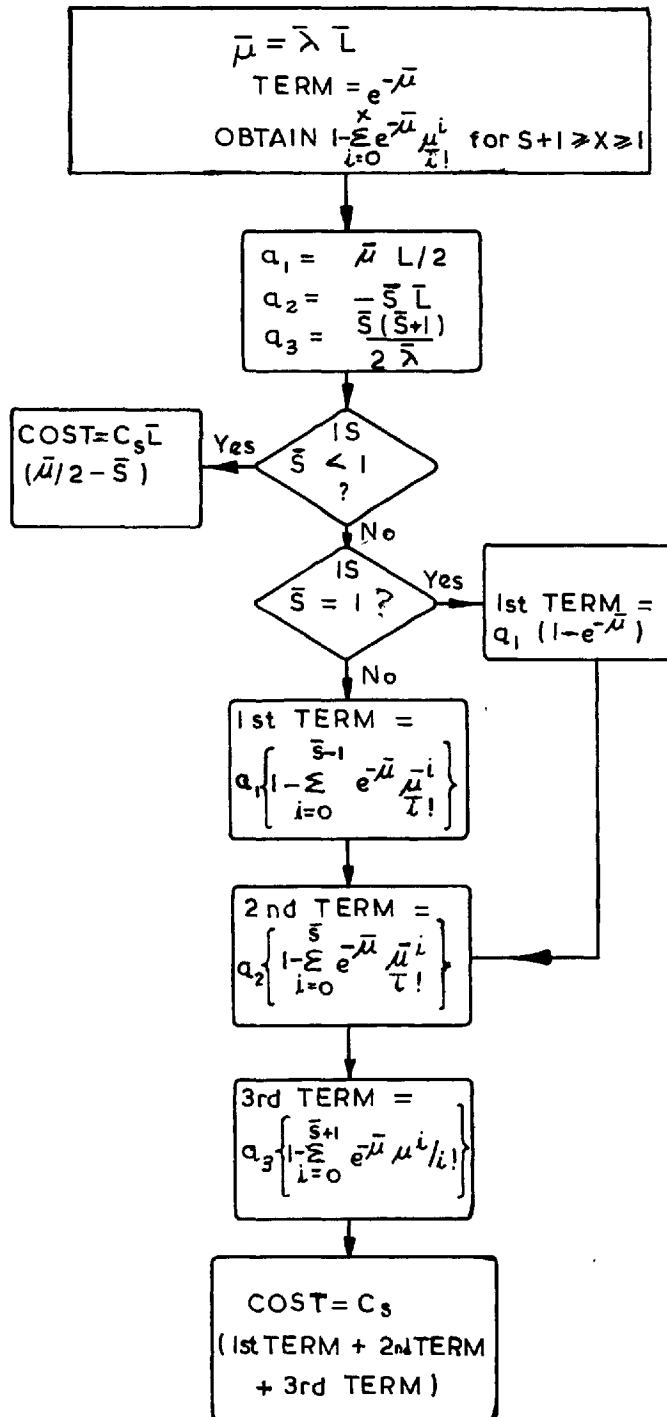 μ̄ = λ̄ L̄
TERM = e^-μ̄
OBTAIN 1-Σ_{i=0}^{x} e^-μ̄ μ^i/i! for S+1 ⩾ X ⩾ 1
a₁ = μ̄ L/2
a₂ = -S̄ L̄
a₃ = S̄(S̄+1)/2 λ̄
IS
S̄ < 1
?
Yes
COST = C_s L̄
(μ̄/2 - S̄)
No
IS
S̄ = 1 ?
Yes
1st TERM =
a₁ (1-e^-μ̄)
No
1st TERM =
a₁{1-Σ_{i=0}^{s̄-1} e^-μ̄ μ̄^i/i!}
2nd TERM =
a₂{1-Σ_{i=0}^{s̄} e^-μ̄ μ̄^i/i!}
3rd TERM =
a₃{1-Σ_{i=0}^{s̄+1} e^-μ̄ μ^i/i!}
COST = C_s
(1st TERM + 2nd TERM
+ 3rd TERM)